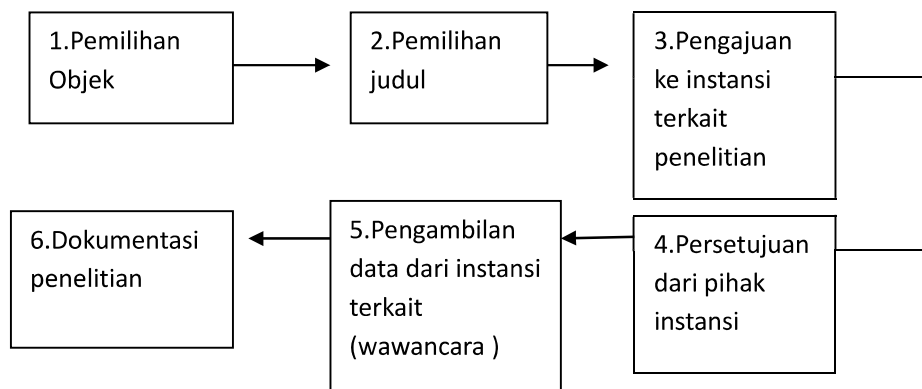 1.Pemilihan
Objek
2.Pemilihan
judul
3.Pengajuan
ke instansi
terkait
penelitian
4.Persetujuan
dari pihak
instansi
5.Pengambilan
data dari instansi
terkait
(wawancara )
6.Dokumentasi
penelitian